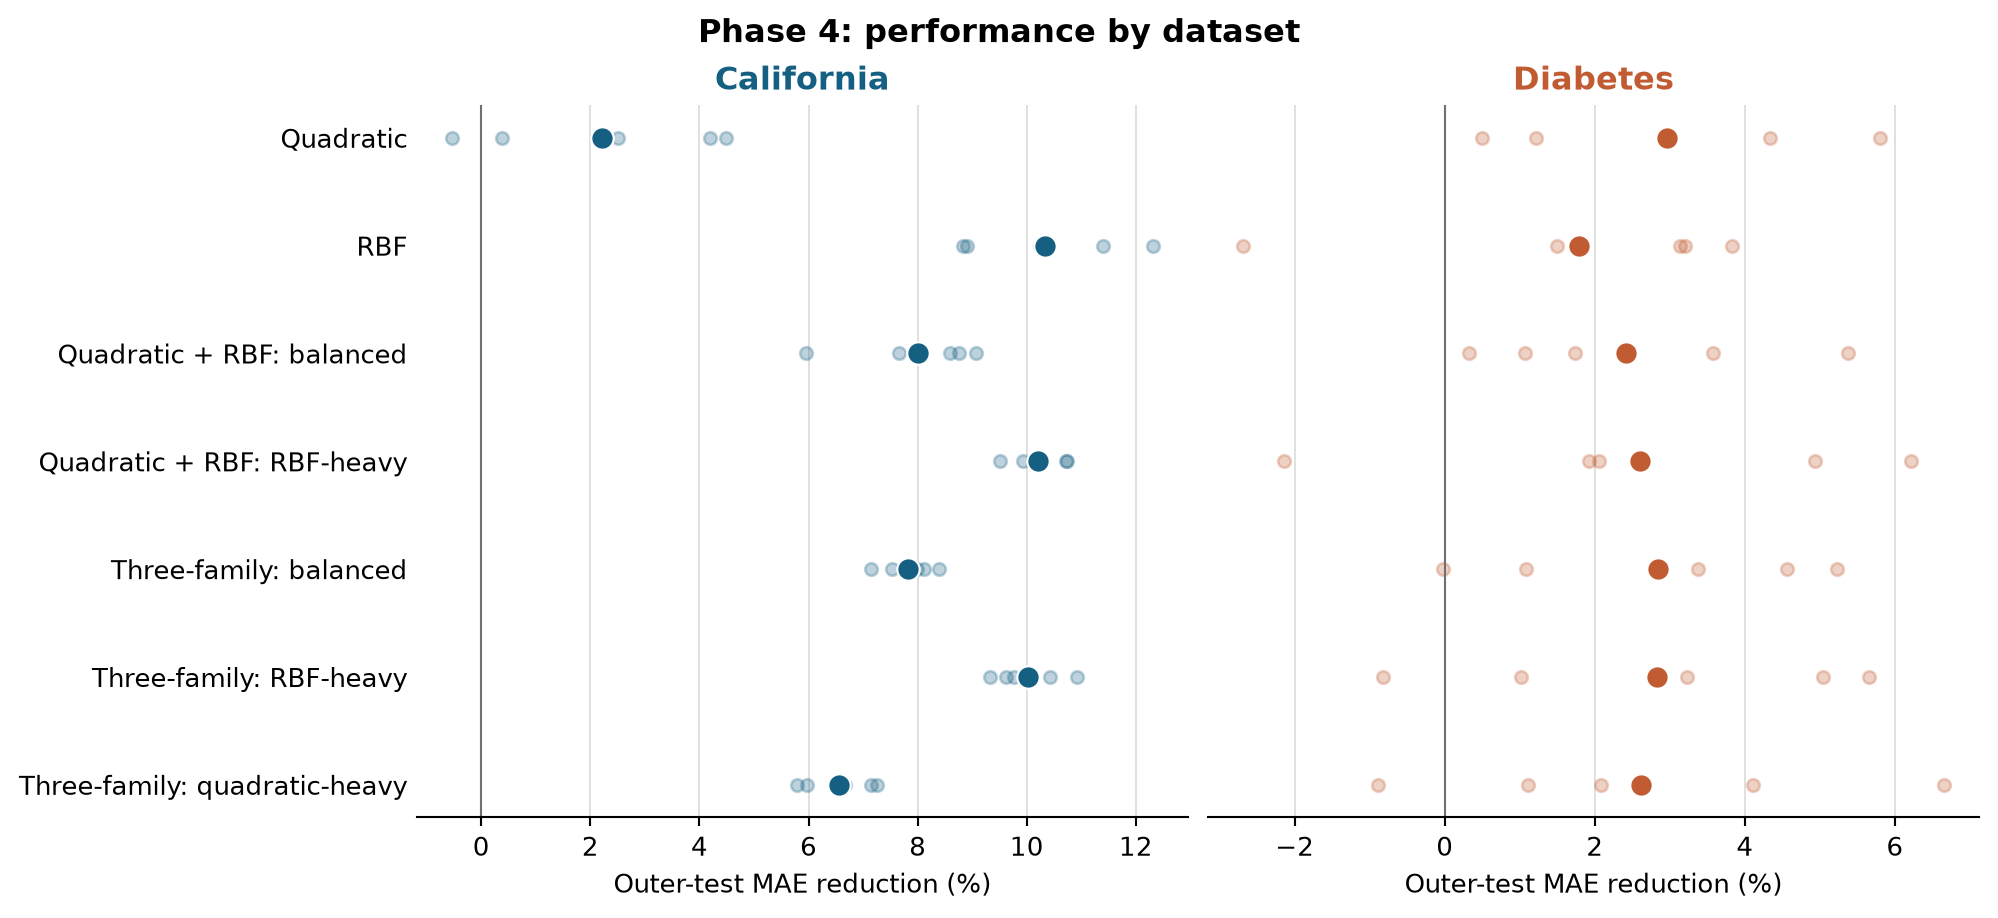 Phase 4: performance by dataset
California
Diabetes
Quadratic
RBF
Quadratic + RBF: balanced
Quadratic + RBF: RBF-heavy
Three-family: balanced
Three-family: RBF-heavy
Three-family: quadratic-heavy
0 2 4 6 8 10 12
−2 0 2 4 6
Outer-test MAE reduction (%)
Outer-test MAE reduction (%)